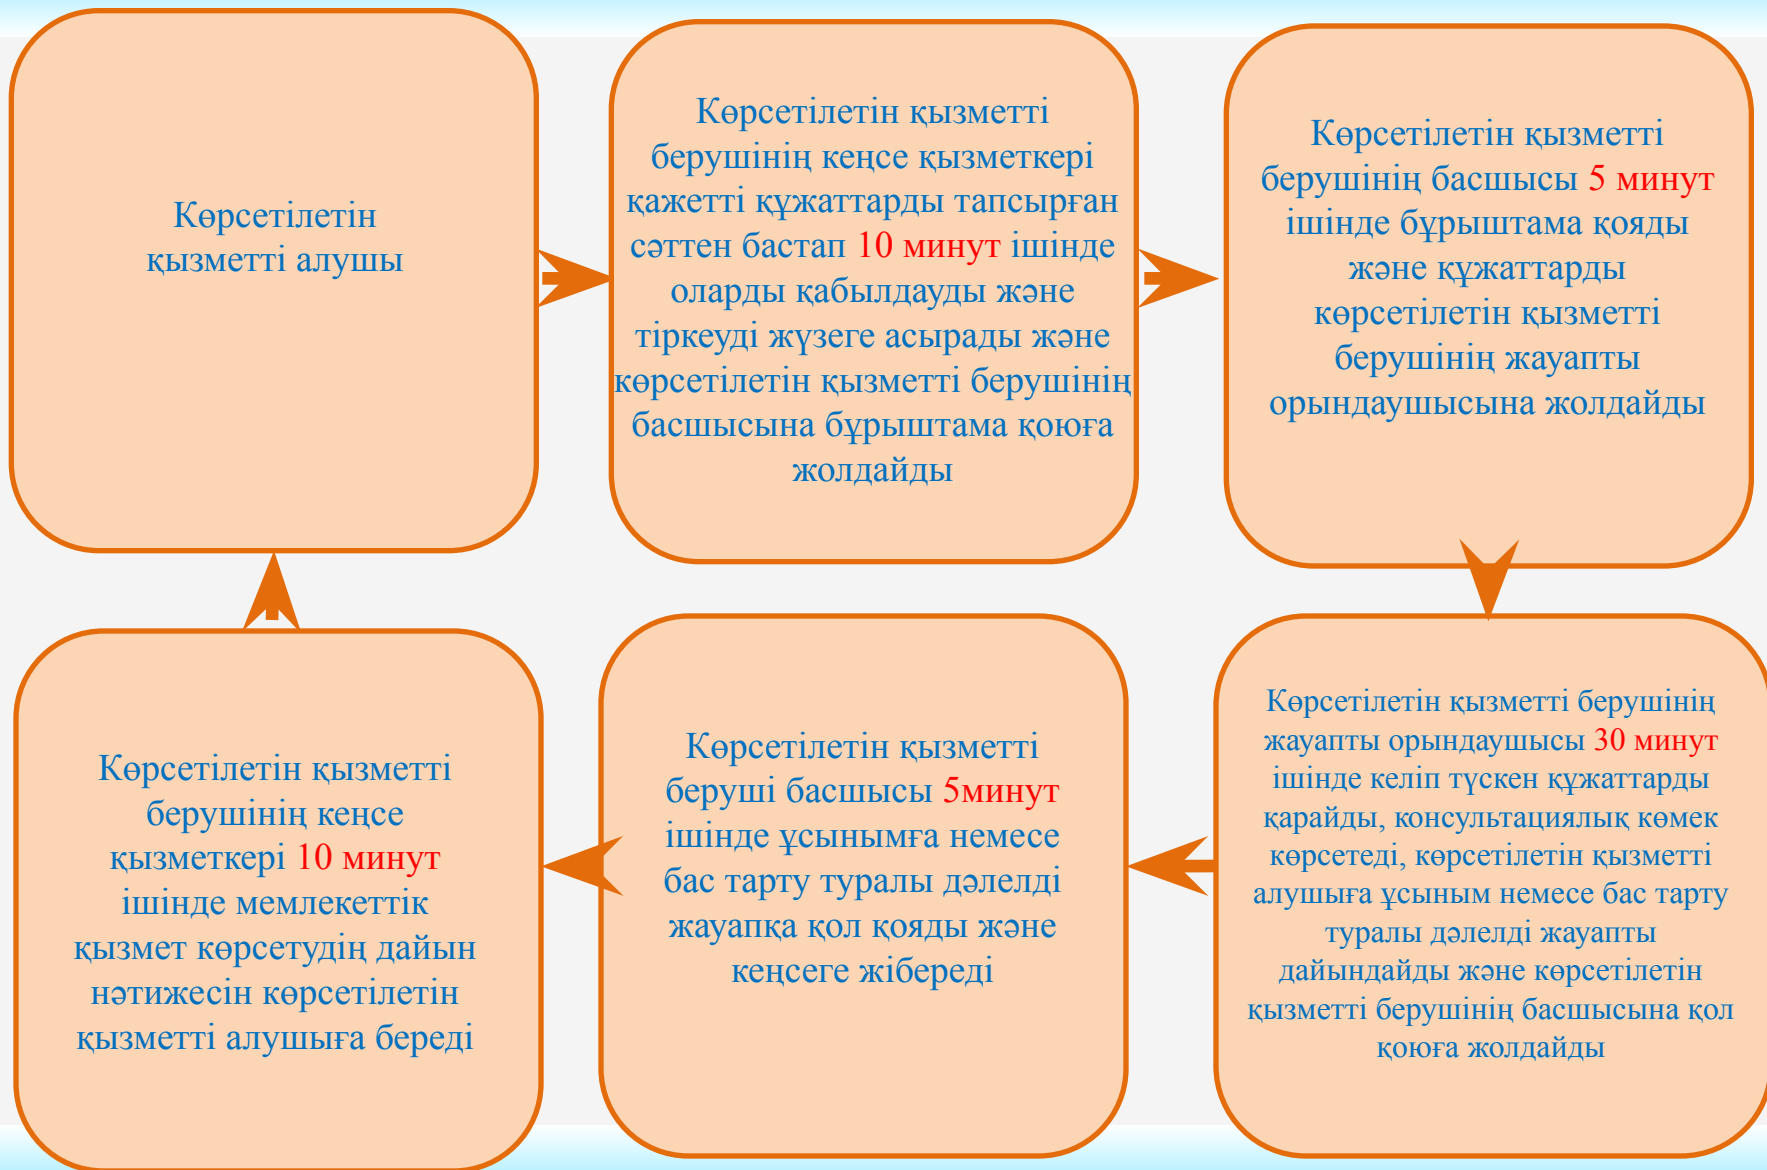 Көрсетілетін
қызметті алушы
Көрсетілетін қызметті
берушінің кеңсе қызметкері
қажетті құжаттарды тапсырған
сәттен бастап 10 минут ішінде
оларды қабылдауды және
тіркеуді жүзеге асырады және
көрсетілетін қызметті берушінің
басшысына бұрыштама қоюға
жолдайды
Көрсетілетін қызметті
берушінің басшысы 5 минут
ішінде бұрыштама қояды
және құжаттарды
көрсетілетін қызметті
берушінің жауапты
орындаушысына жолдайды
Көрсетілетін қызметті берушінің
жауапты орындаушысы 30 минут
ішінде келіп түскен құжаттарды
қарайды, консультациялық көмек
көрсетеді, көрсетілетін қызметті
алушыға ұсыным немесе бас тарту
туралы дәлелді жауапты
дайындайды және көрсетілетін
қызметті берушінің басшысына қол
қоюға жолдайды
Көрсетілетін қызметті
беруші басшысы 5минут
ішінде ұсынымға немесе
бас тарту туралы дәлелді
жауапқа қол қояды және
кеңсеге жібереді
Көрсетілетін қызметті
берушінің кеңсе
қызметкері 10 минут
ішінде мемлекеттік
қызмет көрсетудің дайын
нәтижесін көрсетілетін
қызметті алушыға береді